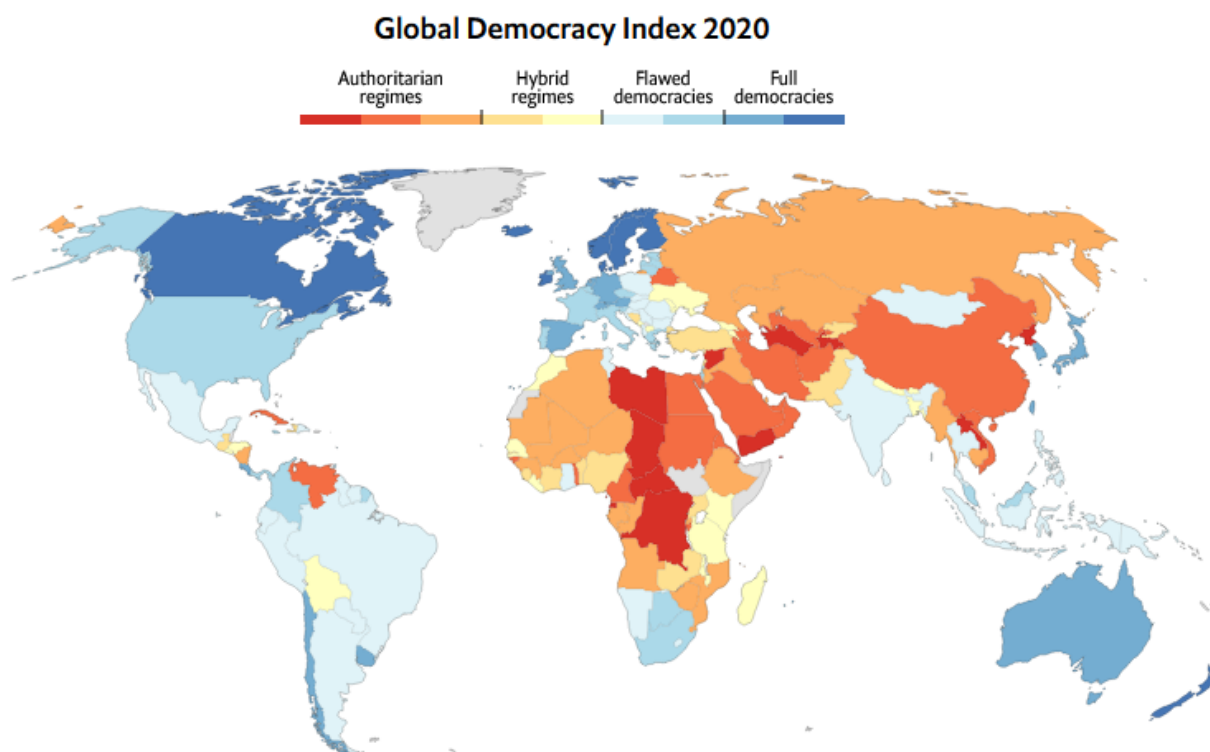 Global Democracy Index 2020
Authoritarian Hybrid Flawed Full
regimes regimes democracies democracies